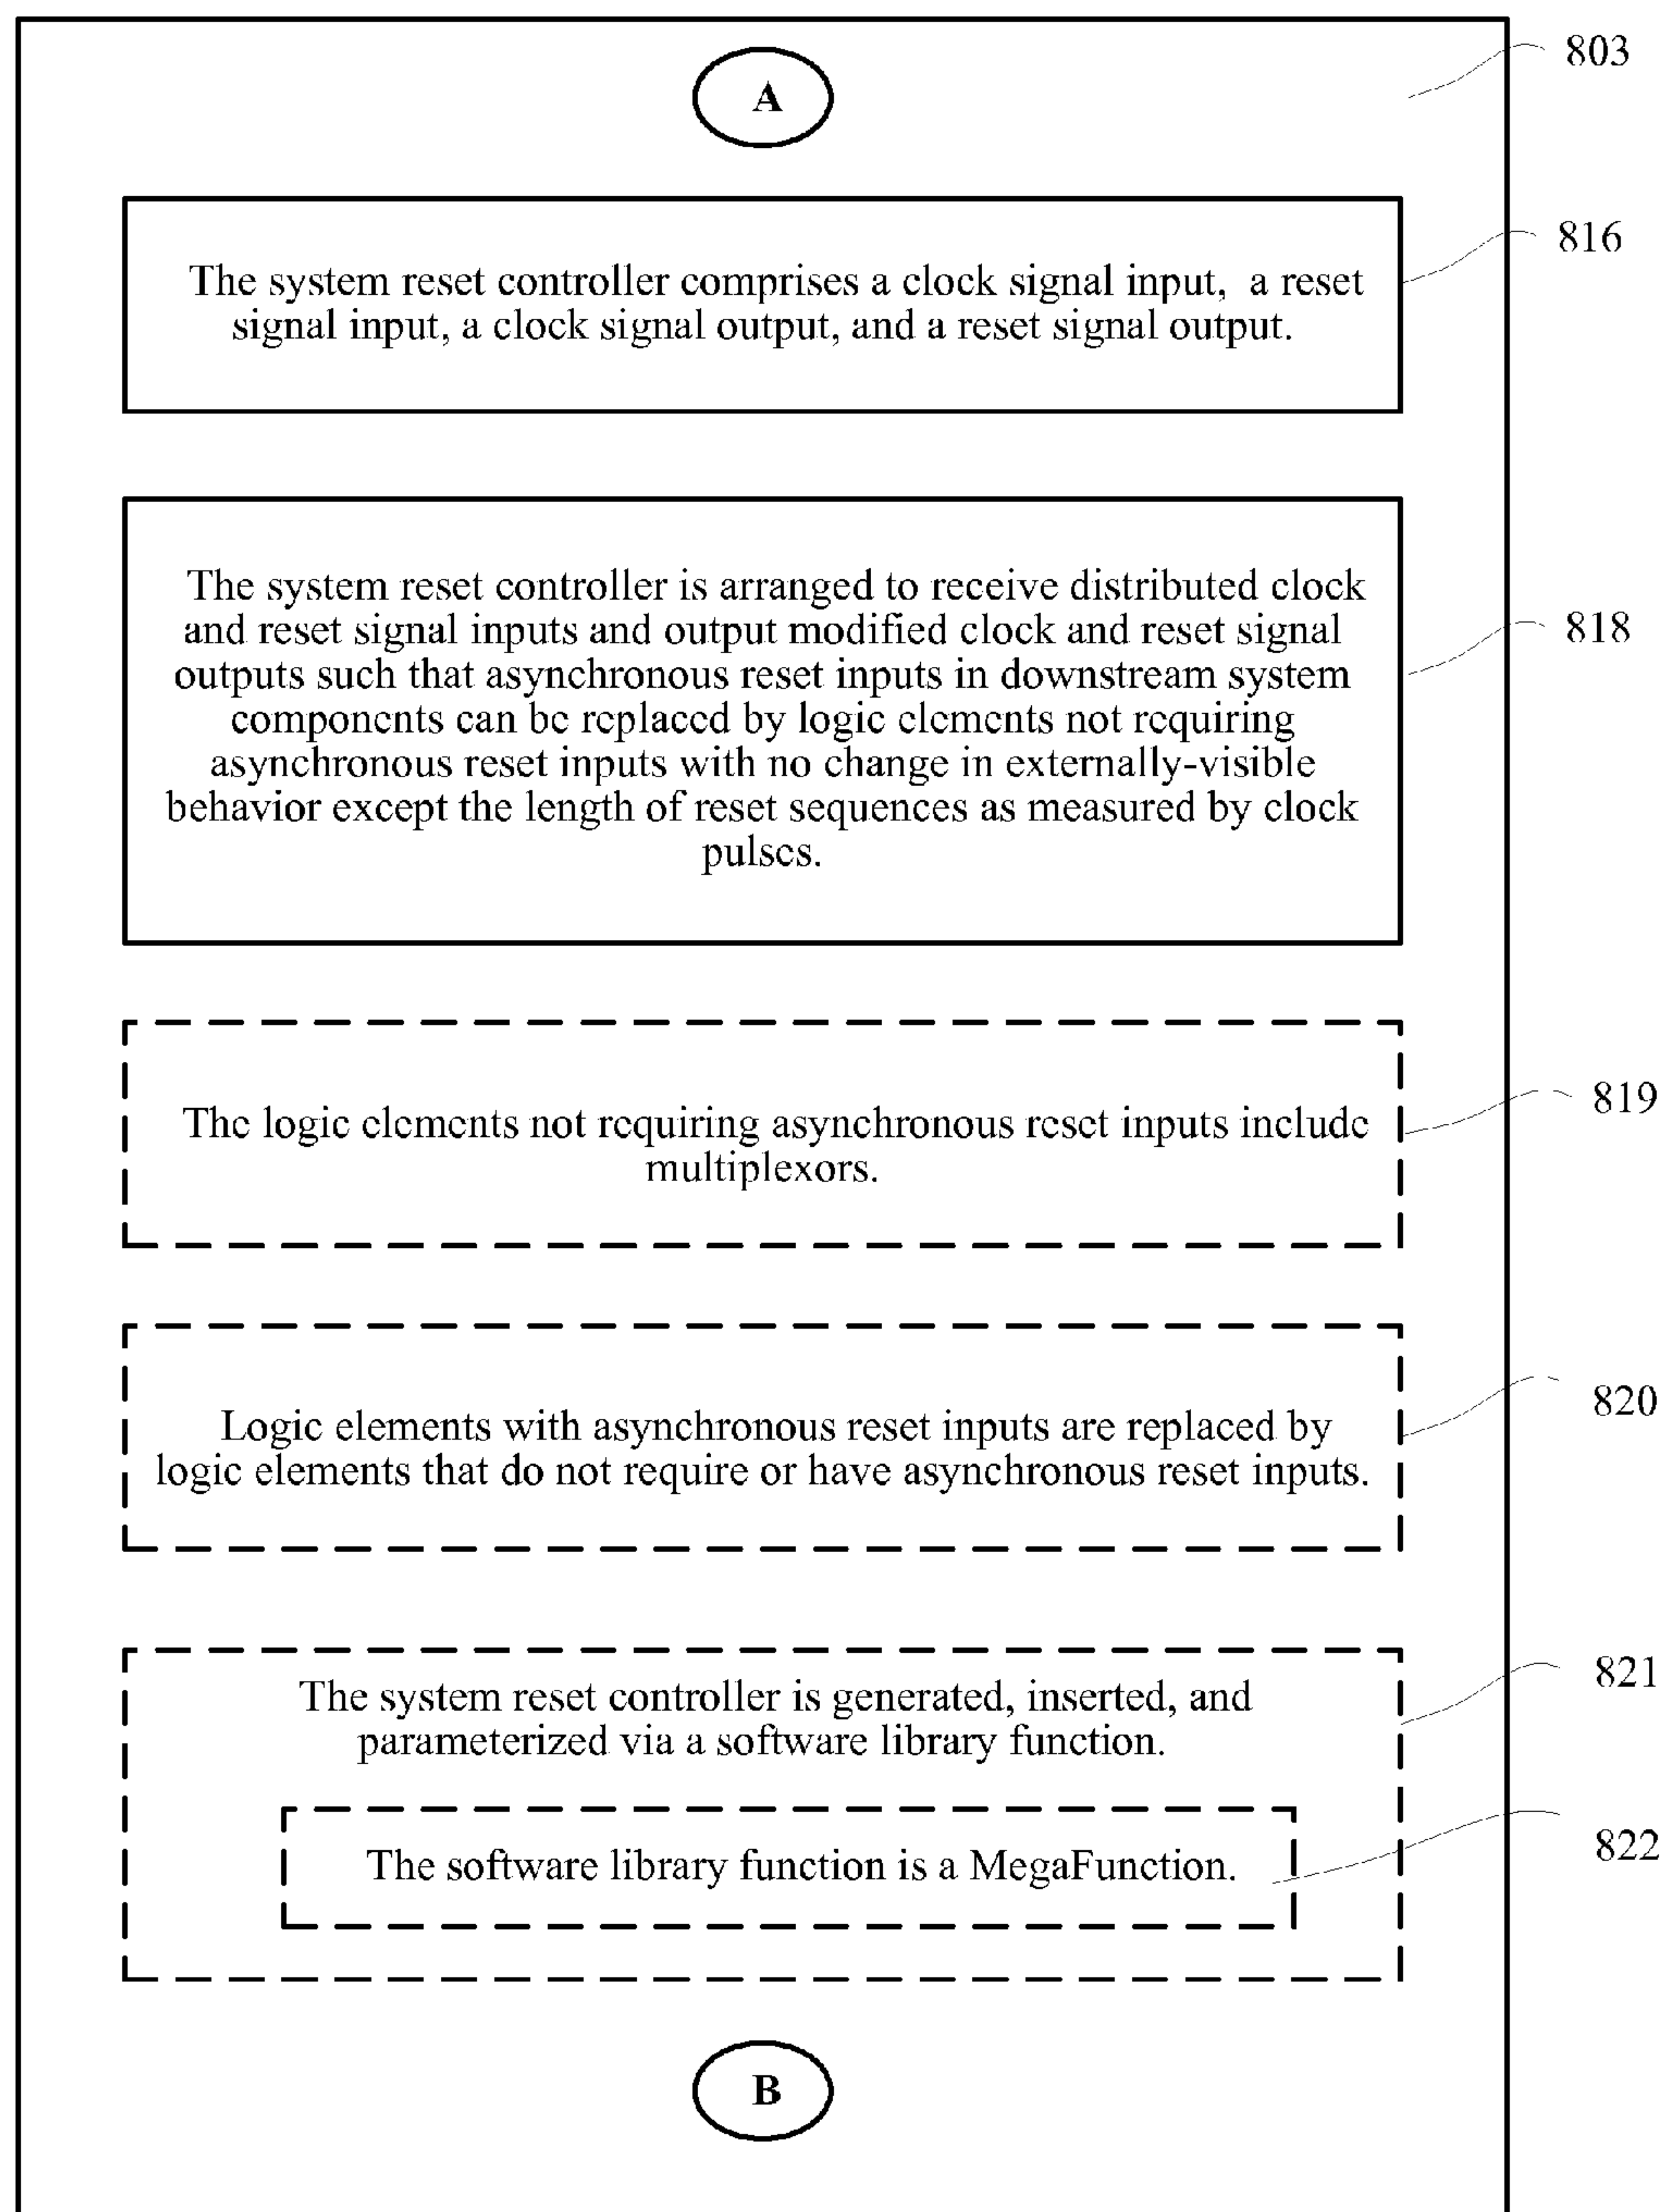 A
803
The system reset controller comprises a clock signal input, a reset
signal input, a clock signal output, and a reset signal output.
816
The system reset controller is arranged to receive distributed clock
and reset signal inputs and output modified clock and reset signal
outputs such that asynchronous reset inputs in downstream system
components can be replaced by logic elements not requiring
asynchronous reset inputs with no change in externally-visible
behavior except the length of reset sequences as measured by clock
pulses.
818
The logic elements not requiring asynchronous reset inputs include
multiplexors.
819
Logic elements with asynchronous reset inputs are replaced by
logic elements that do not require or have asynchronous reset inputs.
820
The system reset controller is generated, inserted, and
parameterized via a software library function.
821
The software library function is a MegaFunction.
822
B